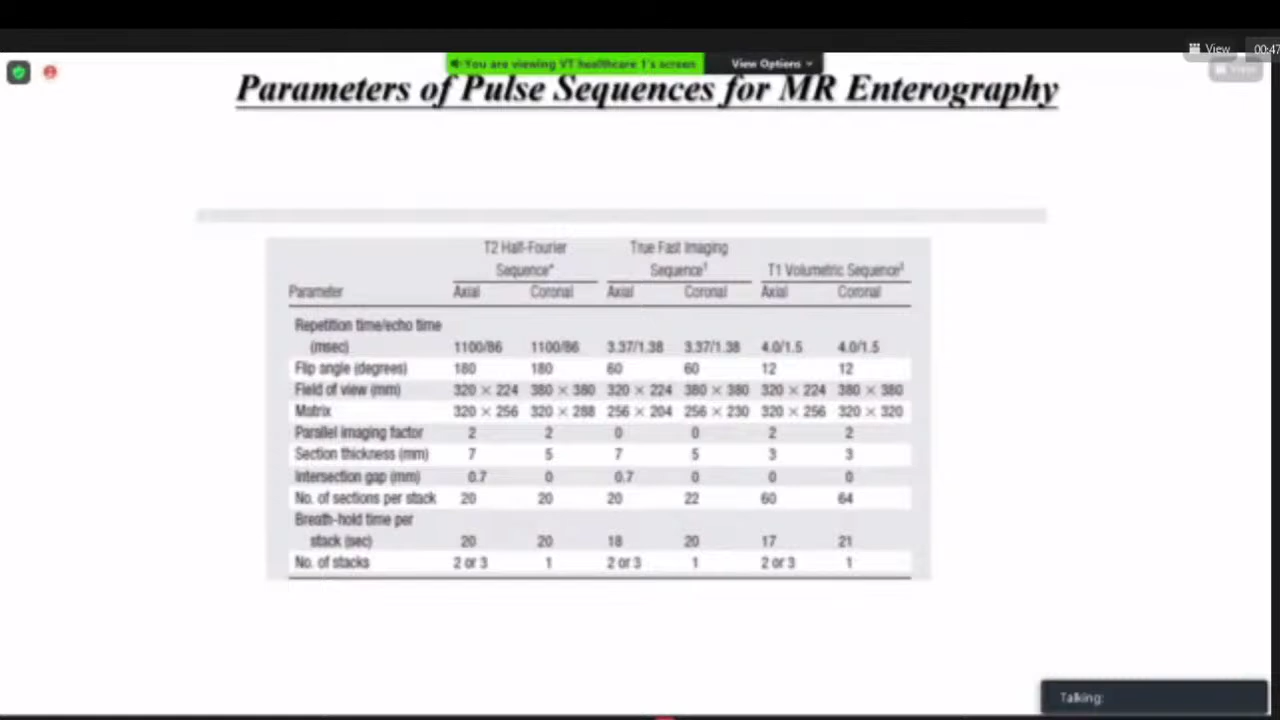 View 00:47
You are viewing VT healthcare 1's screen View Options
View
Parameters of Pulse Sequences for MR Enterography
T2 Half-Fourier True Fast Imaging
Sequence* Sequence† T1 Volumetric Sequence‡
Parameter Axial Coronal Axial Coronal Axial Coronal
Repetition time/echo time
(msec) 1100/86 1100/86 3.37/1.38 3.37/1.38 4.0/1.5 4.0/1.5
Flip angle (degrees) 180 180 60 60 12 12
Field of view (mm) 320 × 224 380 × 380 320 × 224 380 × 380 320 × 224 380 × 380
Matrix 320 × 256 320 × 288 256 × 204 256 × 230 320 × 256 320 × 320
Parallel imaging factor 2 2 0 0 2 2
Section thickness (mm) 7 5 7 5 3 3
Intersection gap (mm) 0.7 0 0.7 0 0 0
No. of sections per stack 20 20 20 22 60 64
Breath-hold time per
stack (sec) 20 20 18 20 17 21
No. of stacks 2 or 3 1 2 or 3 1 2 or 3 1
Talking: